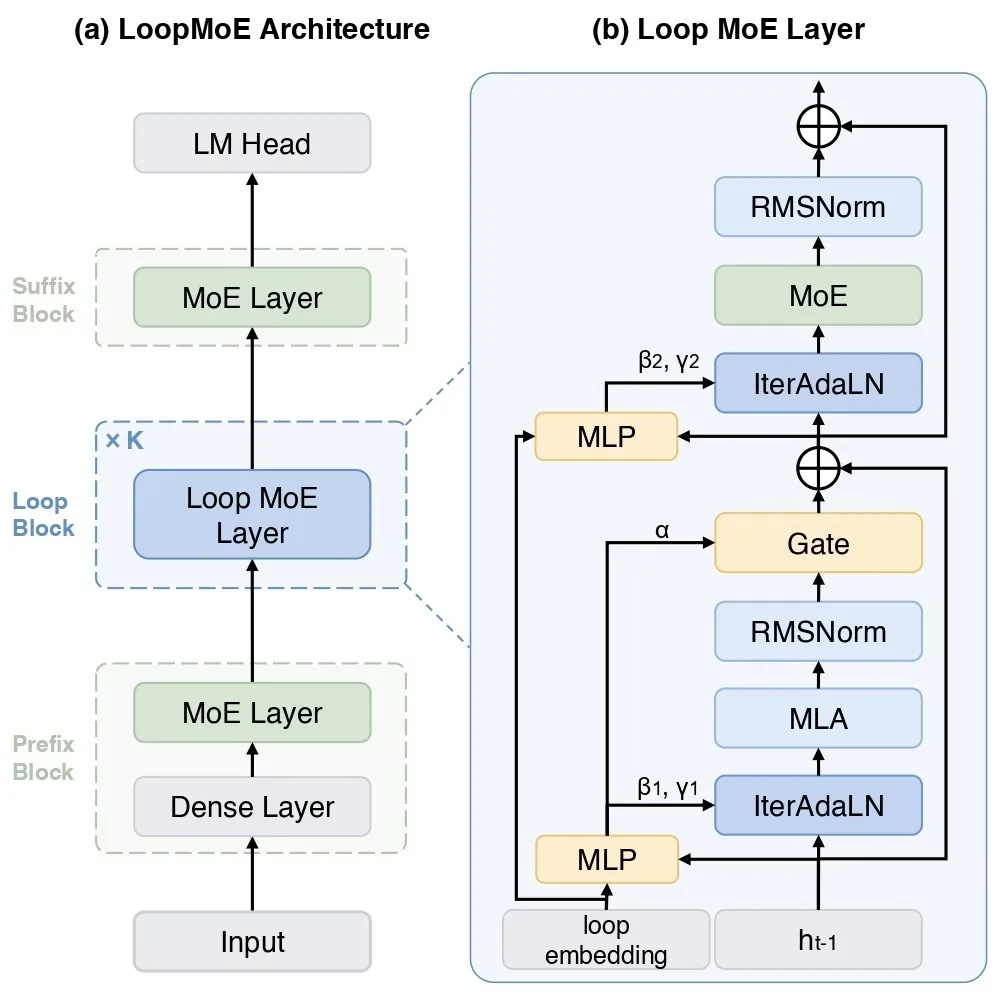 (a) LoopMoE Architecture
LM Head
Suffix
Block
MoE Layer
× K
Loop
Block
Loop MoE
Layer
Prefix
Block
MoE Layer
Dense Layer
Input
(b) Loop MoE Layer
RMSNorm
MoE
β2, γ2
IterAdaLN
MLP
α
Gate
RMSNorm
MLA
β1, γ1
IterAdaLN
MLP
loop
embedding
ht-1